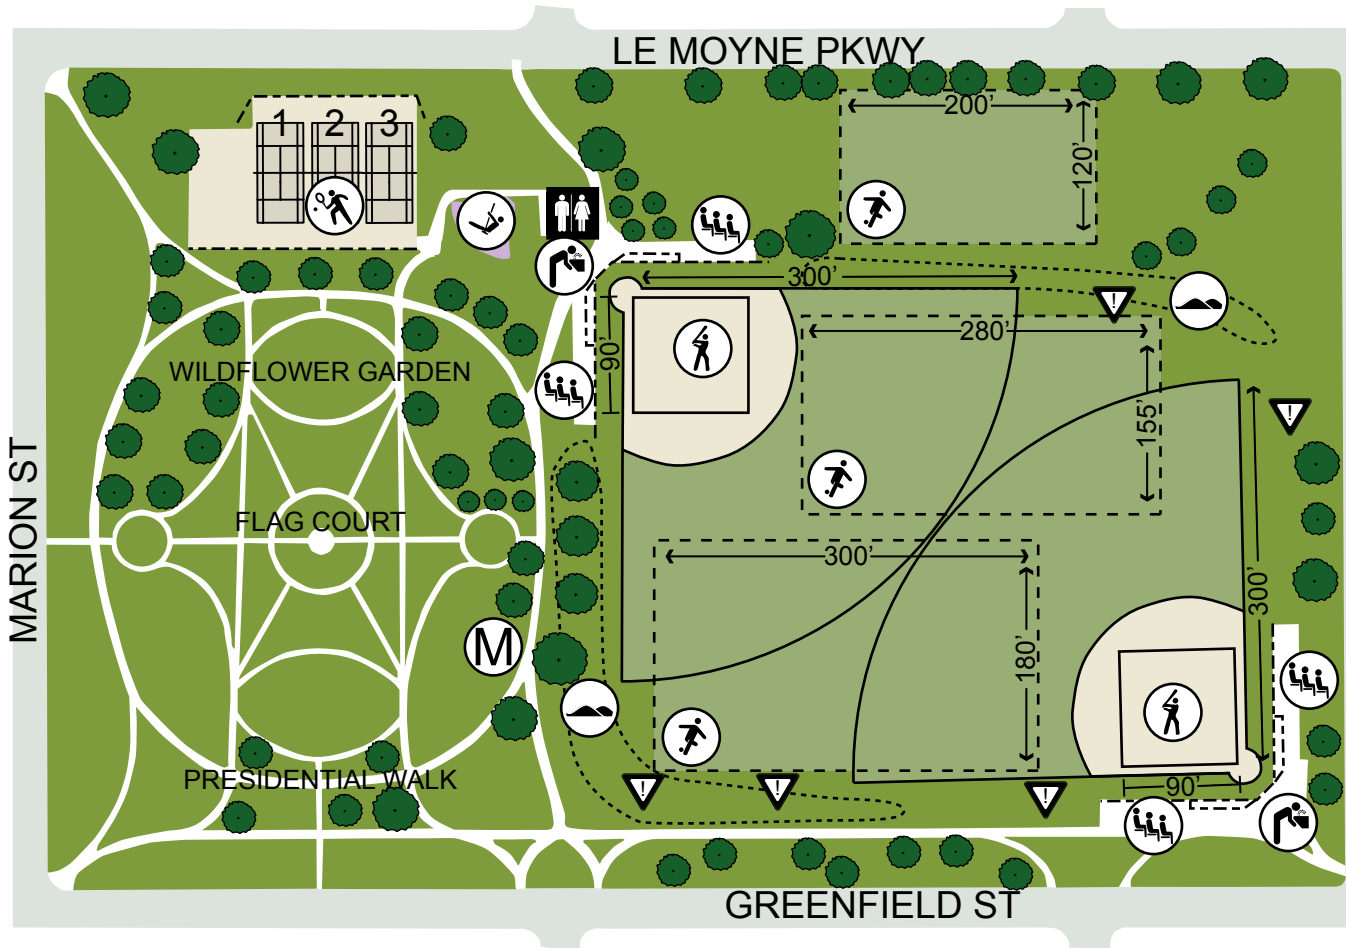 LE MOYNE PKWY
1 2 3
200'
120'
300'
280'
90'
155'
WILDFLOWER GARDEN
MARION ST
FLAG COURT
300'
300'
180'
M
PRESIDENTIAL WALK
90'
GREENFIELD ST
!
!
!
!
!